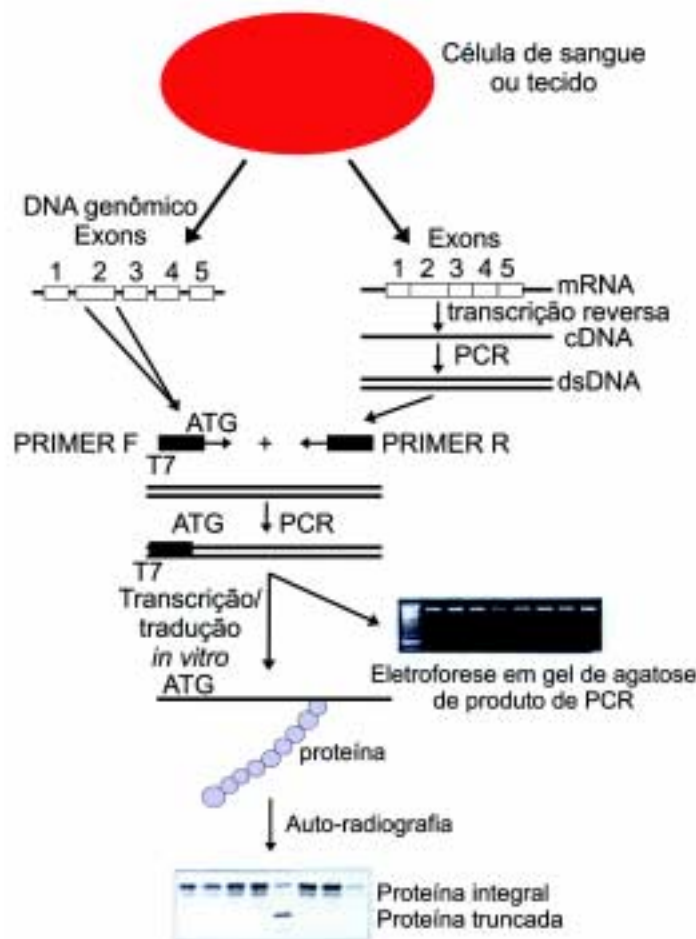 Célula de sangue
ou tecido
DNA genômico
Exons
1 2 3 4 5
Exons
1 2 3 4 5
mRNA
transcrição reversa
cDNA
PCR
dsDNA
ATG
PRIMER F + PRIMER R
T7
ATG PCR
T7
Transcrição/
tradução
in vitro
ATG
Eletroforese em gel de agatose
de produto de PCR
proteína
Auto-radiografia
Proteína integral
Proteína truncada